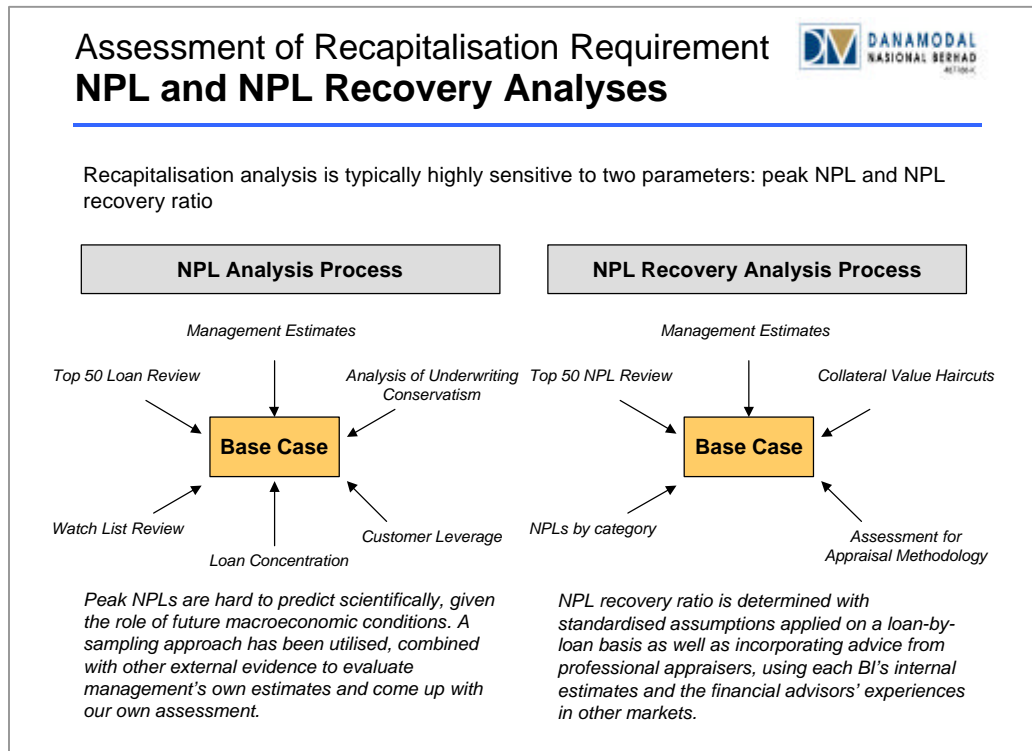 Assessment of Recapitalisation Requirement
NPL and NPL Recovery Analyses
DANAMODAL
NASIONAL BERHAD
Recapitalisation analysis is typically highly sensitive to two parameters: peak NPL and NPL
recovery ratio
NPL Analysis Process
Management Estimates
Top 50 Loan Review
Analysis of Underwriting
Conservatism
Base Case
Watch List Review
Customer Leverage
Loan Concentration
Peak NPLs are hard to predict scientifically, given
the role of future macroeconomic conditions. A
sampling approach has been utilised, combined
with other external evidence to evaluate
management's own estimates and come up with
our own assessment.
NPL Recovery Analysis Process
Management Estimates
Top 50 NPL Review
Collateral Value Haircuts
Base Case
NPLs by category
Assessment for
Appraisal Methodology
NPL recovery ratio is determined with
standardised assumptions applied on a loan-by-
loan basis as well as incorporating advice from
professional appraisers, using each BI's internal
estimates and the financial advisors' experiences
in other markets.